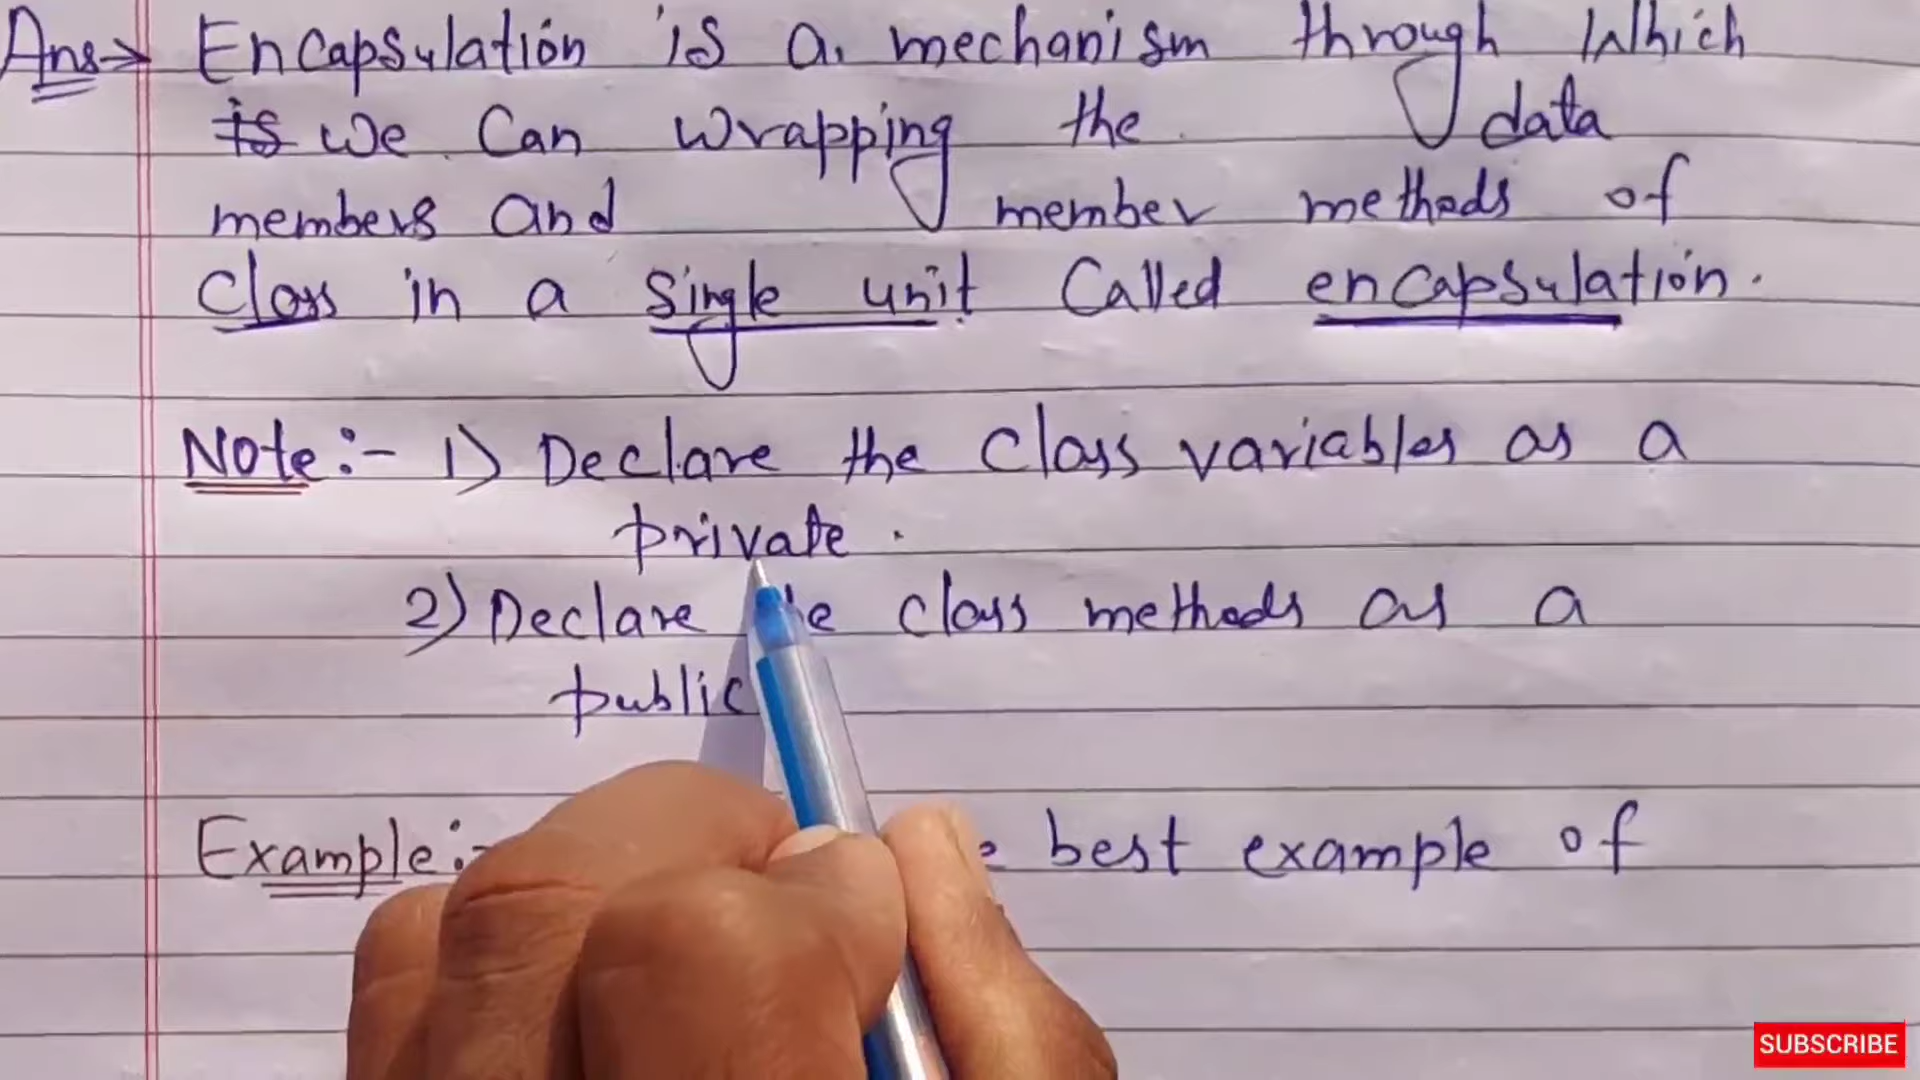 Ans→ Encapsulation is a mechanism through which
is we can wrapping the data
members and member methods of
class in a single unit called encapsulation.
Note:- 1) Declare the class variables as a
private.
2) Declare class methods as a
public
Example:- best example of
SUBSCRIBE